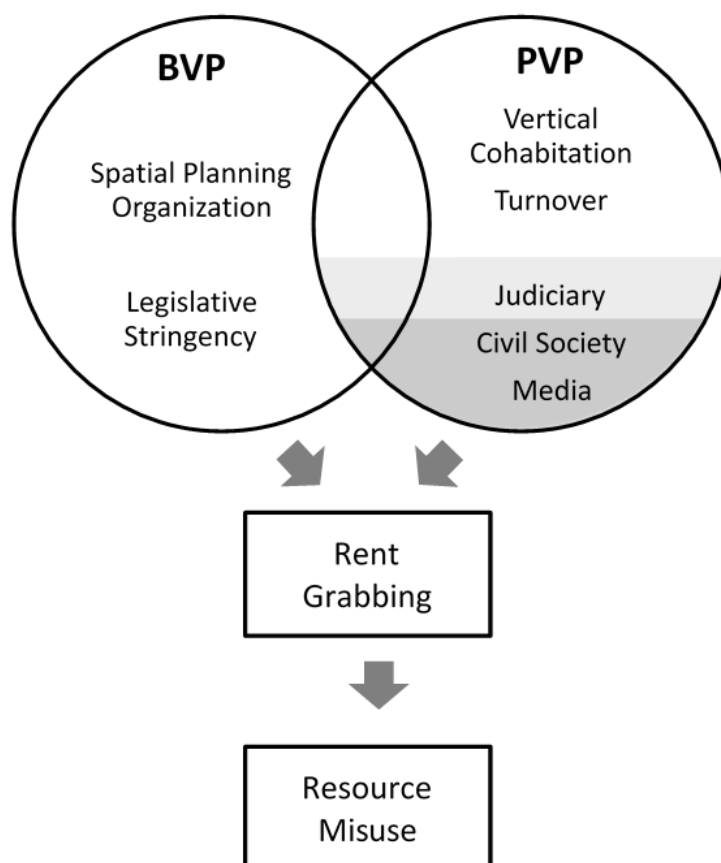 BVP
Spatial Planning
Organization
Legislative
Stringency
PVP
Vertical
Cohabitation
Turnover
Judiciary
Civil Society
Media
Rent
Grabbing
Resource
Misuse